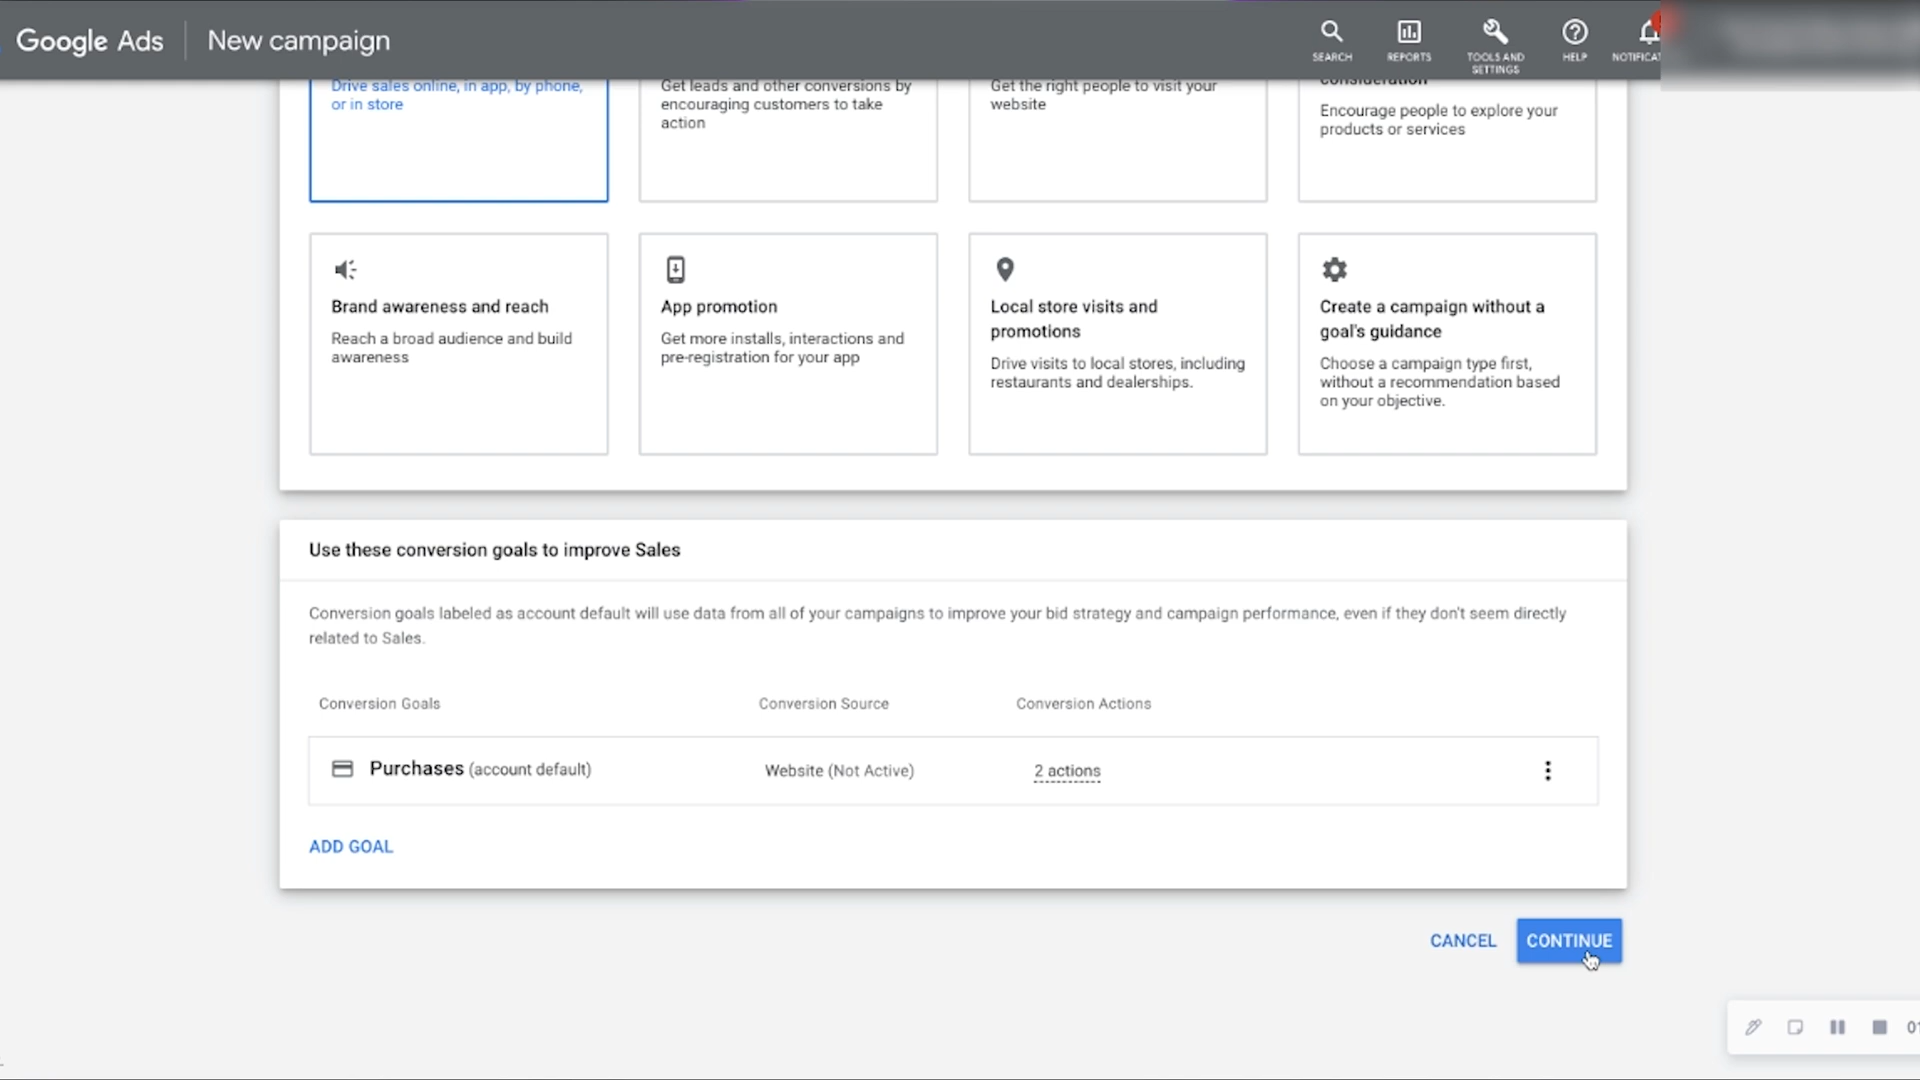 Google Ads
New campaign
SEARCH
REPORTS
TOOLS AND
SETTINGS
HELP
Drive sales online, in app, by phone,
or in store
Get leads and other conversions by
encouraging customers to take
action
Get the right people to visit your
website
consideration
Encourage people to explore your
products or services
Brand awareness and reach
Reach a broad audience and build
awareness
App promotion
Get more installs, interactions and
pre-registration for your app
Local store visits and
promotions
Drive visits to local stores, including
restaurants and dealerships.
Create a campaign without a
goal's guidance
Choose a campaign type first,
without a recommendation based
on your objective.
Use these conversion goals to improve Sales
Conversion goals labeled as account default will use data from all of your campaigns to improve your bid strategy and campaign performance, even if they don't seem directly
related to Sales.
Conversion Goals
Conversion Source
Conversion Actions
Purchases (account default)
Website (Not Active)
2 actions
ADD GOAL
CANCEL
CONTINUE